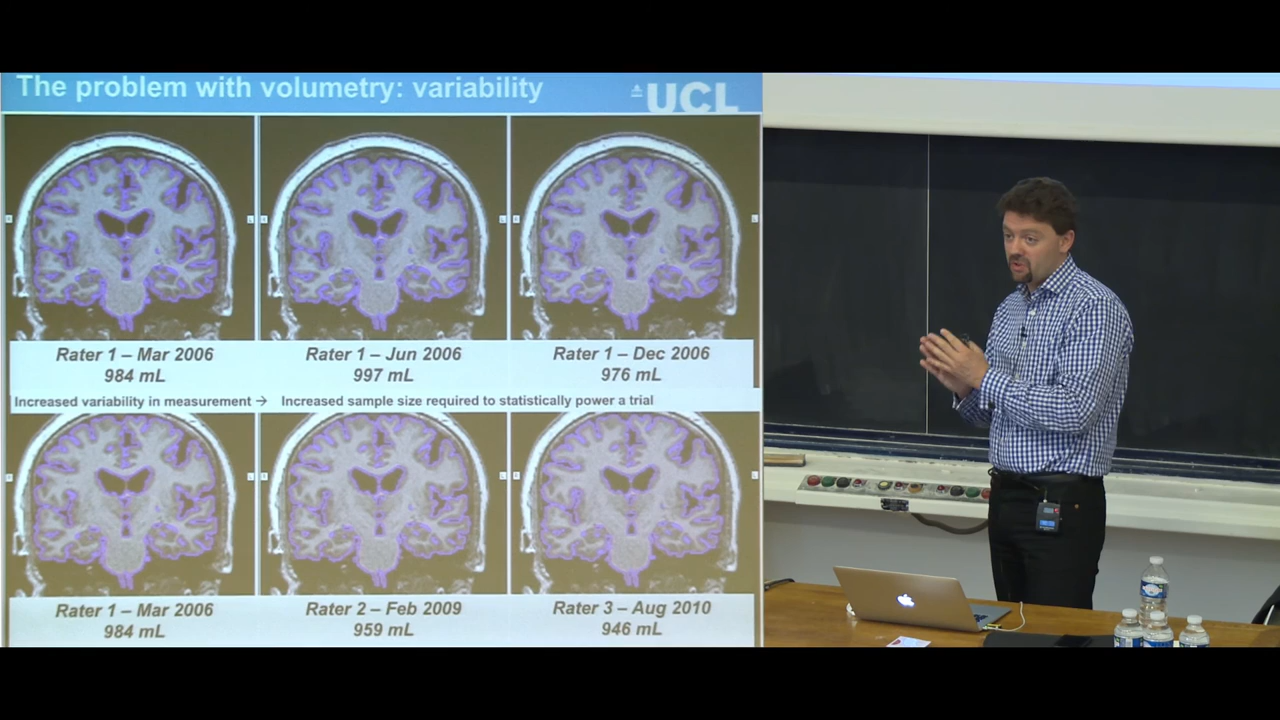 The problem with volumetry: variability
UCL
Rater 1 – Mar 2006
984 mL
Rater 1 – Jun 2006
997 mL
Rater 1 – Dec 2006
976 mL
Increased variability in measurement → Increased sample size required to statistically power a trial
Rater 1 – Mar 2006
984 mL
Rater 2 – Feb 2009
959 mL
Rater 3 – Aug 2010
946 mL